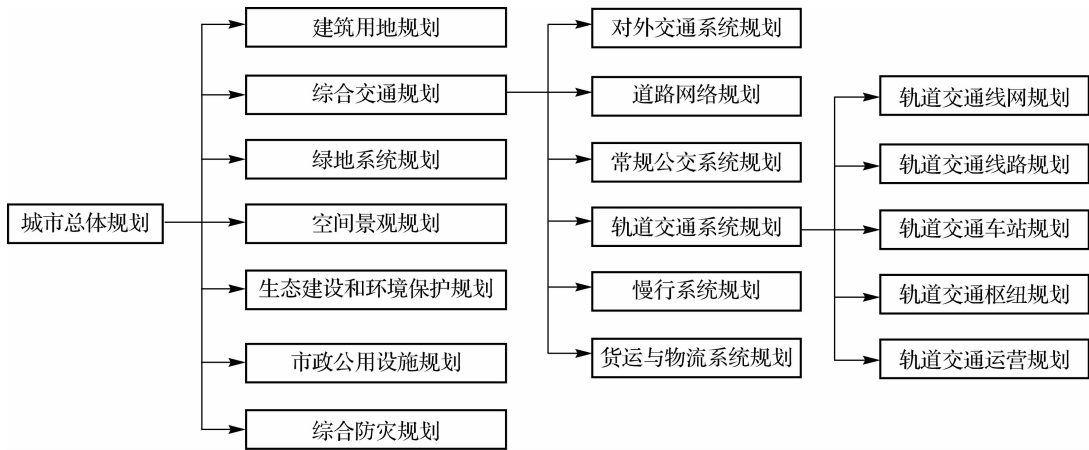 城市总体规划
建筑用地规划
综合交通规划
绿地系统规划
空间景观规划
生态建设和环境保护规划
市政公用设施规划
综合防灾规划
对外交通系统规划
道路网络规划
常规公交系统规划
轨道交通系统规划
慢行系统规划
货运与物流系统规划
轨道交通线网规划
轨道交通线路规划
轨道交通车站规划
轨道交通枢纽规划
轨道交通运营规划